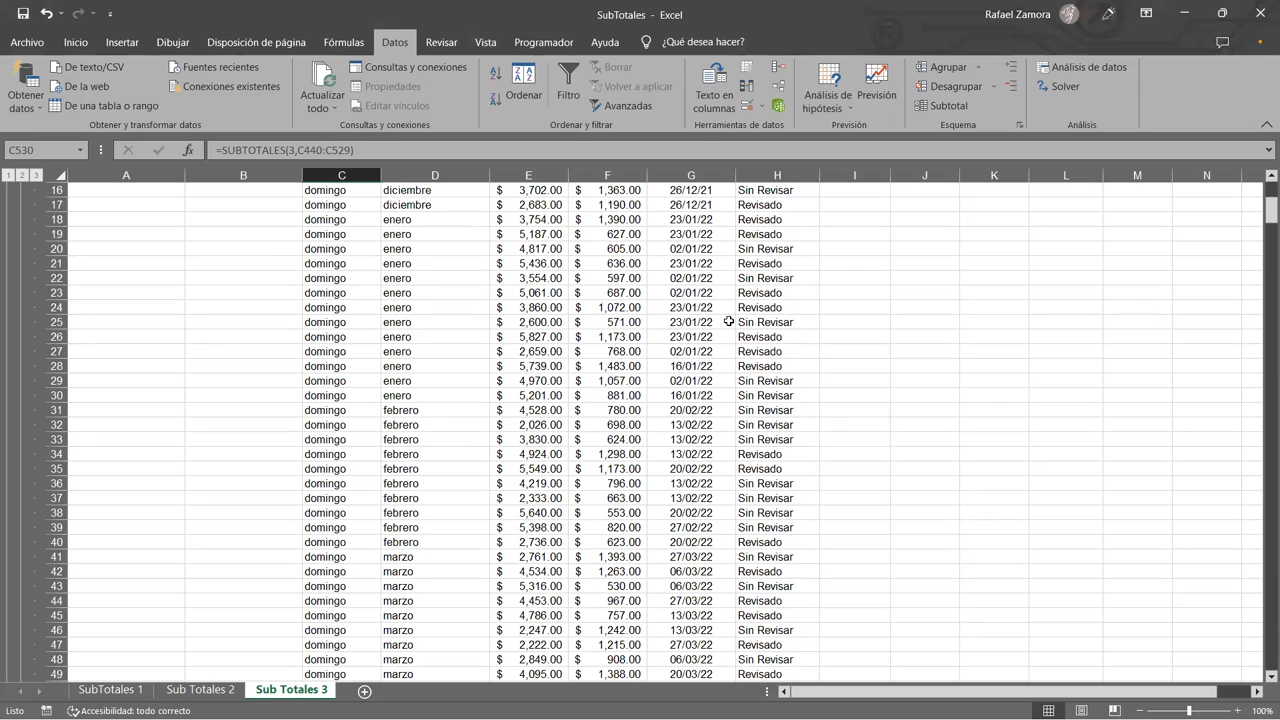 SubTotales - Excel
Rafael Zamora
Archivo Inicio Insertar Dibujar Disposición de página Fórmulas Datos Revisar Vista Programador Ayuda ¿Qué desea hacer?
Obtener datos
De texto/CSV
De la web
De una tabla o rango
Fuentes recientes
Conexiones existentes
Obtener y transformar datos
Actualizar todo
Consultas y conexiones
Propiedades
Editar vínculos
Consultas y conexiones
Ordenar
Filtro
Borrar
Volver a aplicar
Avanzadas
Ordenar y filtrar
Texto en columnas
Herramientas de datos
Análisis de hipótesis
Previsión
Previsión
Agrupar
Desagrupar
Subtotal
Esquema
Análisis de datos
Solver
Análisis
C530 fx =SUBTOTALES(3,C440:C529)
1 2 3 A B C D E F G H I J K L M N
16 domingo diciembre $ 3,702.00 $ 1,363.00 26/12/21 Sin Revisar
17 domingo diciembre $ 2,683.00 $ 1,190.00 26/12/21 Revisado
18 domingo enero $ 3,754.00 $ 1,390.00 23/01/22 Revisado
19 domingo enero $ 5,187.00 $ 627.00 23/01/22 Revisado
20 domingo enero $ 4,817.00 $ 605.00 02/01/22 Sin Revisar
21 domingo enero $ 5,436.00 $ 636.00 23/01/22 Revisado
22 domingo enero $ 3,554.00 $ 597.00 02/01/22 Sin Revisar
23 domingo enero $ 5,061.00 $ 687.00 02/01/22 Revisado
24 domingo enero $ 3,860.00 $ 1,072.00 23/01/22 Revisado
25 domingo enero $ 2,600.00 $ 571.00 23/01/22 Sin Revisar
26 domingo enero $ 5,827.00 $ 1,173.00 23/01/22 Revisado
27 domingo enero $ 2,659.00 $ 768.00 02/01/22 Revisado
28 domingo enero $ 5,739.00 $ 1,483.00 16/01/22 Revisado
29 domingo enero $ 4,970.00 $ 1,057.00 02/01/22 Sin Revisar
30 domingo enero $ 5,201.00 $ 881.00 16/01/22 Sin Revisar
31 domingo febrero $ 4,528.00 $ 780.00 20/02/22 Sin Revisar
32 domingo febrero $ 2,026.00 $ 698.00 13/02/22 Sin Revisar
33 domingo febrero $ 3,830.00 $ 624.00 13/02/22 Sin Revisar
34 domingo febrero $ 4,924.00 $ 1,298.00 13/02/22 Revisado
35 domingo febrero $ 5,549.00 $ 1,173.00 20/02/22 Revisado
36 domingo febrero $ 4,219.00 $ 796.00 13/02/22 Sin Revisar
37 domingo febrero $ 2,333.00 $ 663.00 13/02/22 Sin Revisar
38 domingo febrero $ 5,640.00 $ 553.00 20/02/22 Sin Revisar
39 domingo febrero $ 5,398.00 $ 820.00 27/02/22 Sin Revisar
40 domingo febrero $ 2,736.00 $ 623.00 20/02/22 Revisado
41 domingo marzo $ 2,761.00 $ 1,393.00 27/03/22 Sin Revisar
42 domingo marzo $ 4,534.00 $ 1,263.00 06/03/22 Revisado
43 domingo marzo $ 5,316.00 $ 530.00 06/03/22 Sin Revisar
44 domingo marzo $ 4,453.00 $ 967.00 27/03/22 Revisado
45 domingo marzo $ 4,786.00 $ 757.00 13/03/22 Revisado
46 domingo marzo $ 2,247.00 $ 1,242.00 13/03/22 Sin Revisar
47 domingo marzo $ 2,222.00 $ 1,215.00 27/03/22 Revisado
48 domingo marzo $ 2,849.00 $ 908.00 06/03/22 Sin Revisar
49 domingo marzo $ 4,095.00 $ 1,388.00 20/03/22 Revisado
SubTotales 1 Sub Totales 2 Sub Totales 3
Listo Accesibilidad: todo correcto 100%